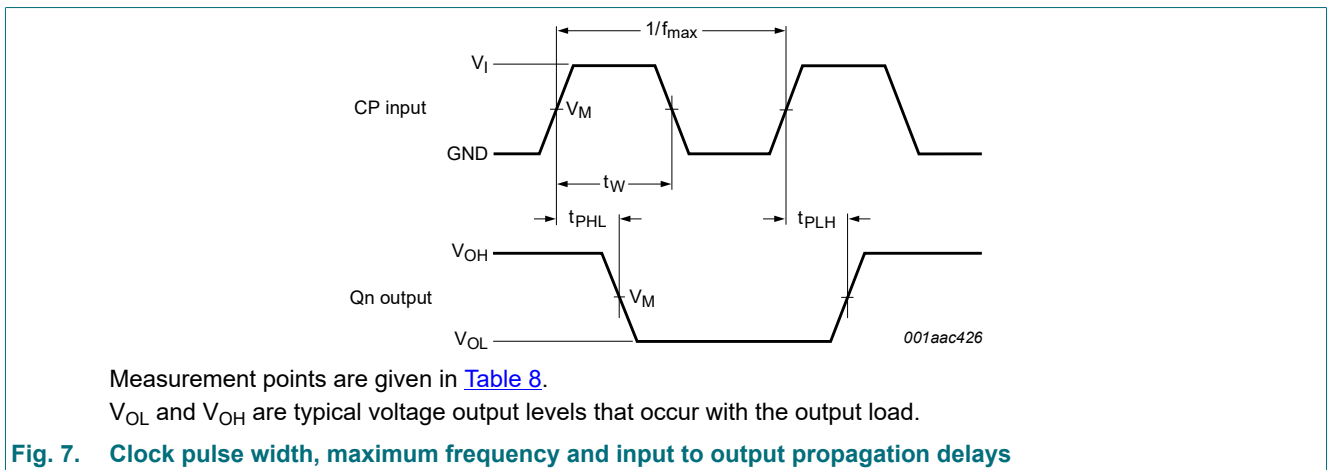 1/fmax
VI
CP input
VM
GND
tW
tPHL
tPLH
VOH
Qn output
VM
VOL
001aac426
Measurement points are given in Table 8.
VOL and VOH are typical voltage output levels that occur with the output load.
Fig. 7. Clock pulse width, maximum frequency and input to output propagation delays